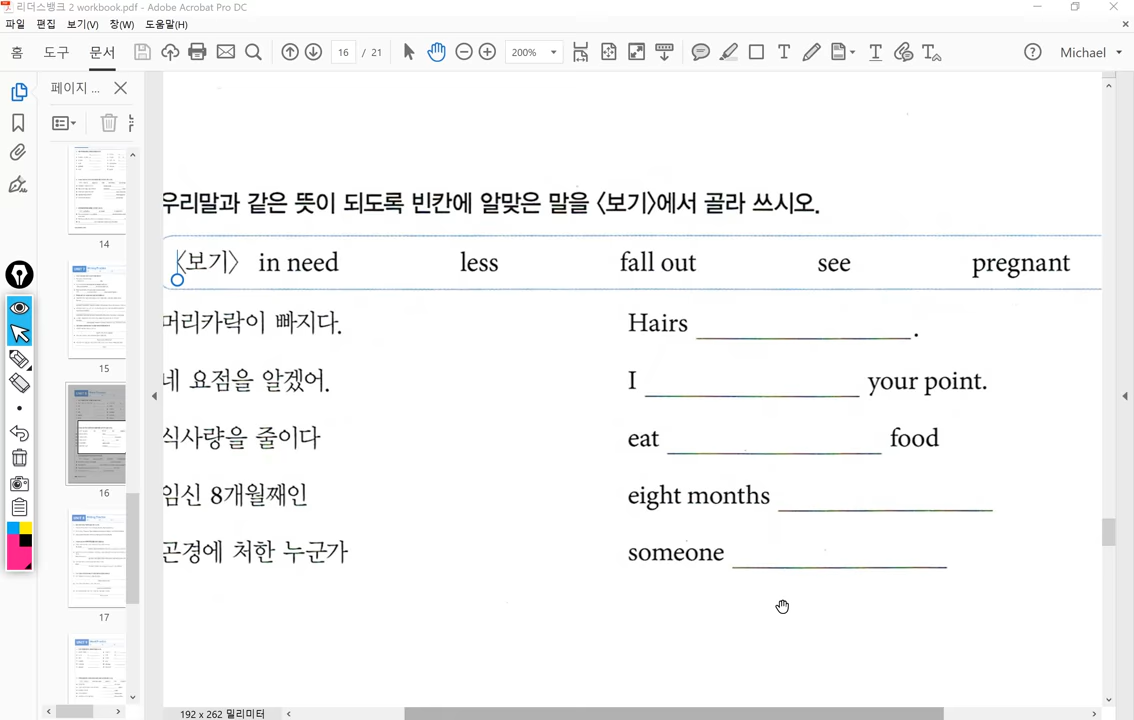 리더스뱅크 2 workbook.pdf - Adobe Acrobat Pro DC
파일 편집 보기(V) 창(W) 도움말(H)
홈 도구 문서 16 / 21 200% Michael
페이지 ...
14
15
16
17
우리말과 같은 뜻이 되도록 빈칸에 알맞은 말을 〈보기〉에서 골라 쓰시오.
〈보기〉 in need less fall out see pregnant
머리카락이 빠지다. Hairs .
네 요점을 알겠어. I your point.
식사량을 줄이다 eat food
임신 8개월째인 eight months
곤경에 처한 누군가 someone
192 x 262 밀리미터